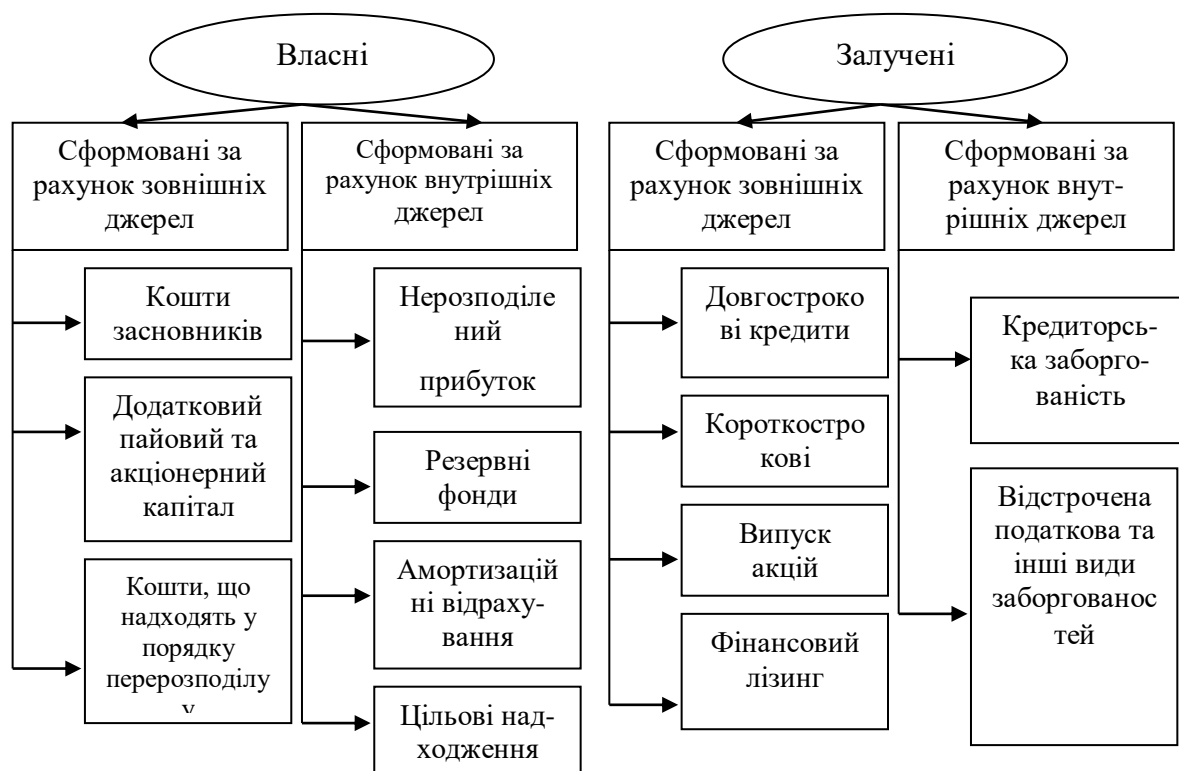 Власні
Залучені
Сформовані за
рахунок зовнішніх
джерел
Сформовані за
рахунок внутрішніх
джерел
Сформовані за
рахунок зовнішніх
джерел
Сформовані за
рахунок внут-
рішніх джерел
Кошти
засновників
Додатковий
пайовий та
акціонерний
капітал
Кошти, що
надходять у
порядку
перерозподілу
у
Нерозподіле
ний
прибуток
Резервні
фонди
Амортизацій
ні відраху-
вання
Цільові над-
ходження
Довгостроко
ві кредити
Короткостро
кові
Випуск
акцій
Фінансовий
лізинг
Кредиторсь-
ка заборго-
ваність
Відстрочена
податкова та
інші види
заборгованос
тей